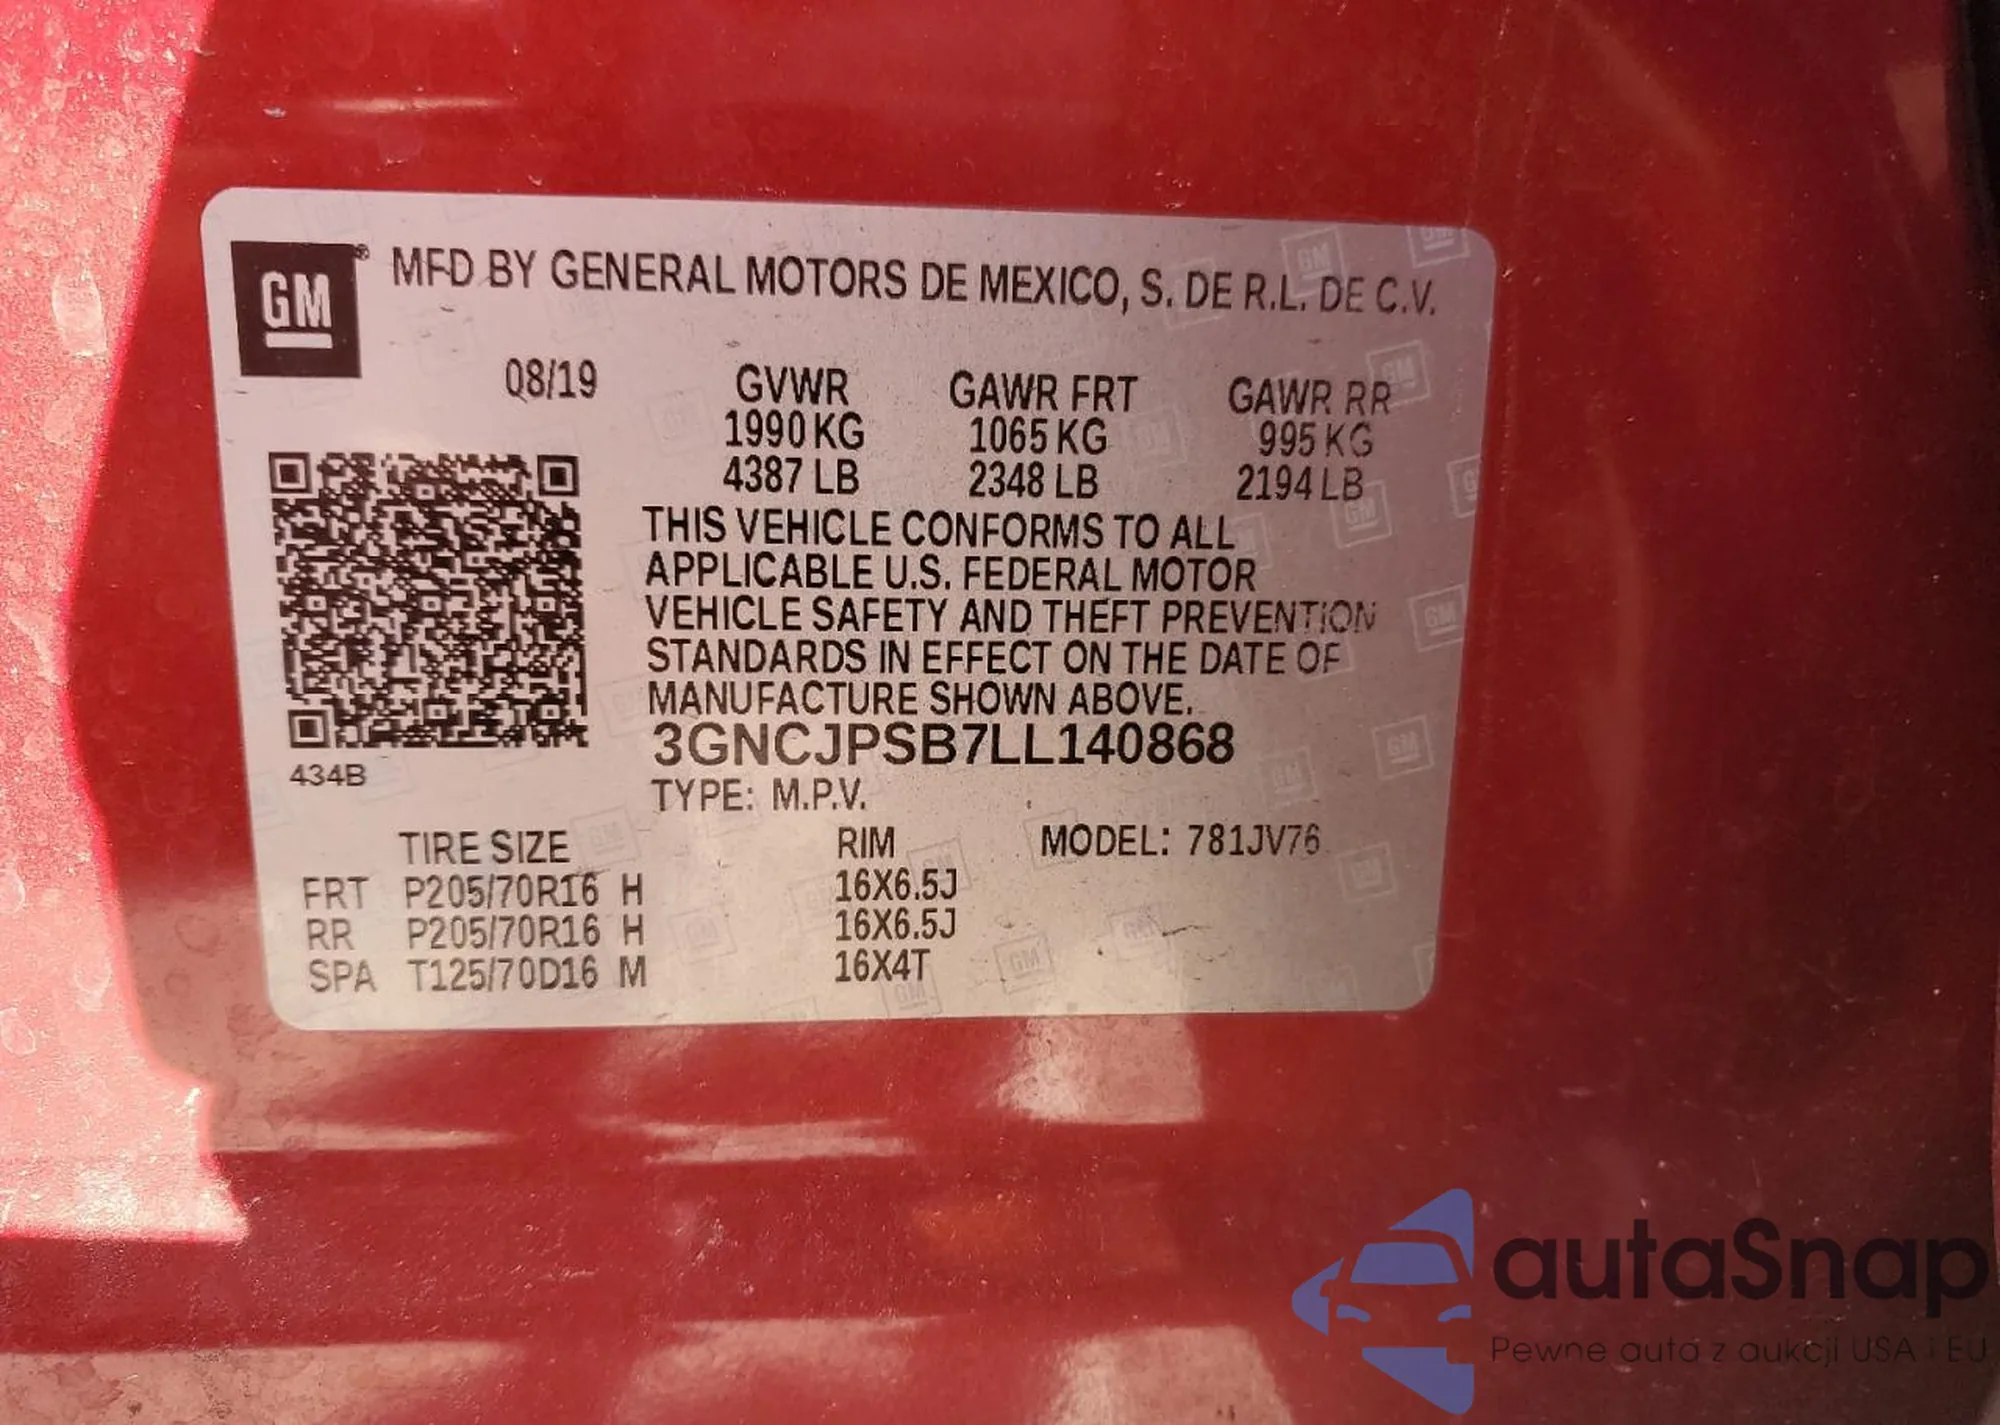 GM ® MFD BY GENERAL MOTORS DE MEXICO, S. DE R.L. DE C.V.
08/19 GVWR GAWR FRT GAWR RR
1990 KG 1065 KG 995 KG
4387 LB 2348 LB 2194 LB
THIS VEHICLE CONFORMS TO ALL
APPLICABLE U.S. FEDERAL MOTOR
VEHICLE SAFETY AND THEFT PREVENTION
STANDARDS IN EFFECT ON THE DATE OF
MANUFACTURE SHOWN ABOVE.
3GNCJPSB7LL140868
434B
TYPE: M.P.V.
TIRE SIZE RIM MODEL: 781JV76
FRT P205/70R16 H 16X6.5J
RR P205/70R16 H 16X6.5J
SPA T125/70D16 M 16X4T
autaSnap
Pewne auta z aukcji USA i EU